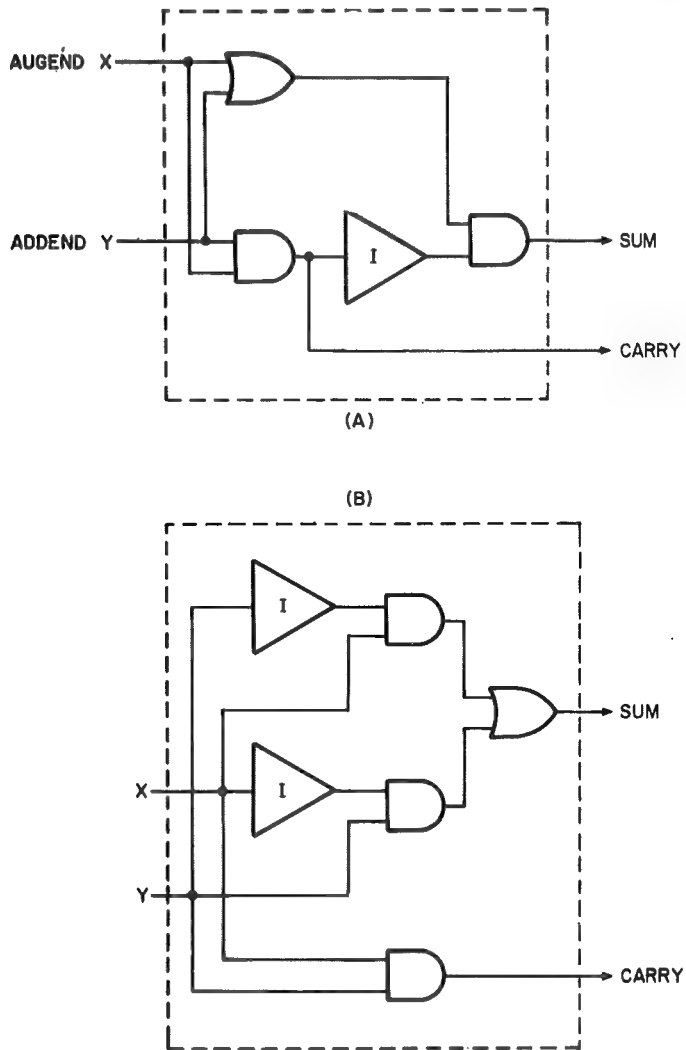 AUGEND X
I
ADDEND Y
SUM
CARRY
(A)
(B)
I
SUM
X
I
Y
CARRY